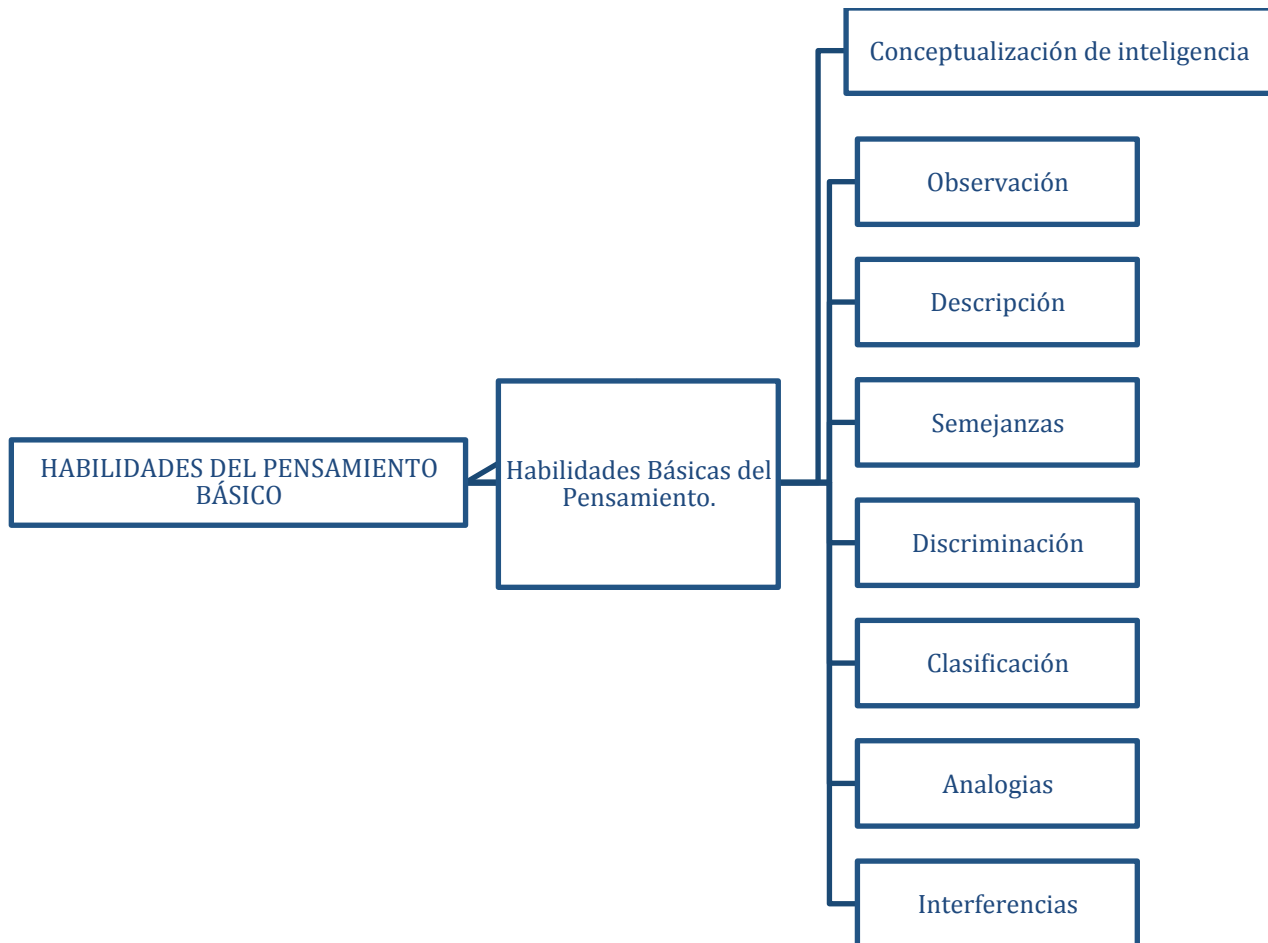 Conceptualización de inteligencia
Observación
Descripción
Semejanzas
HABILIDADES DEL PENSAMIENTO
BÁSICO
Habilidades Básicas del
Pensamiento.
Discriminación
Clasificación
Analogias
Interferencias